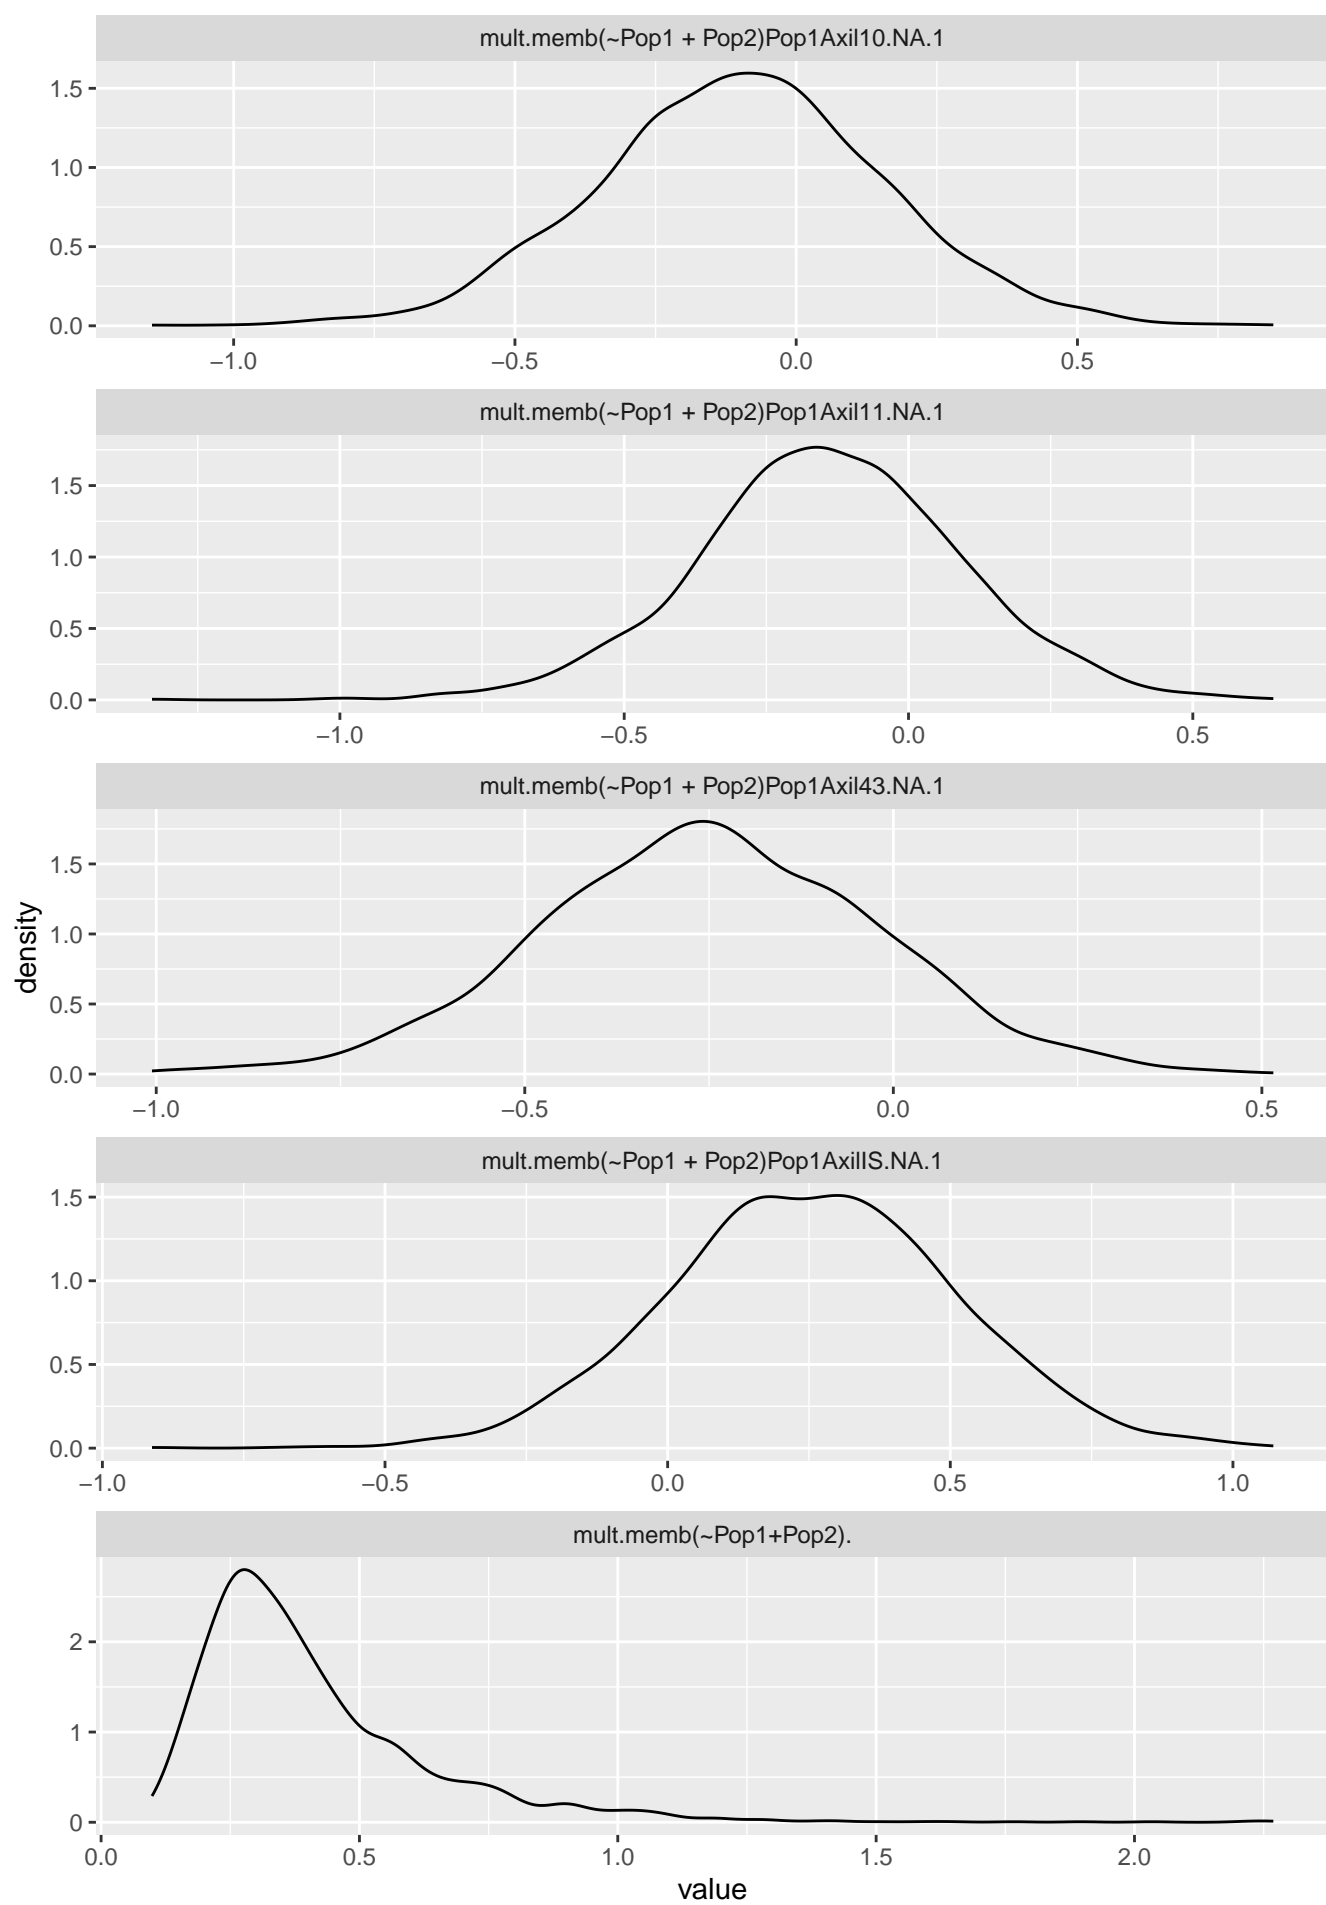 mult.memb(~Pop1 + Pop2)Pop1Axil10.NA.1
1.5
1.0
0.5
0.0
−1.0 −0.5 0.0 0.5
mult.memb(~Pop1 + Pop2)Pop1Axil11.NA.1
1.5
1.0
0.5
0.0
−1.0 −0.5 0.0 0.5
mult.memb(~Pop1 + Pop2)Pop1Axil43.NA.1
1.5
1.0
0.5
0.0
−1.0 −0.5 0.0 0.5
density
mult.memb(~Pop1 + Pop2)Pop1AxilIS.NA.1
1.5
1.0
0.5
0.0
−1.0 −0.5 0.0 0.5 1.0
mult.memb(~Pop1+Pop2).
2
1
0
0.0 0.5 1.0 1.5 2.0
value